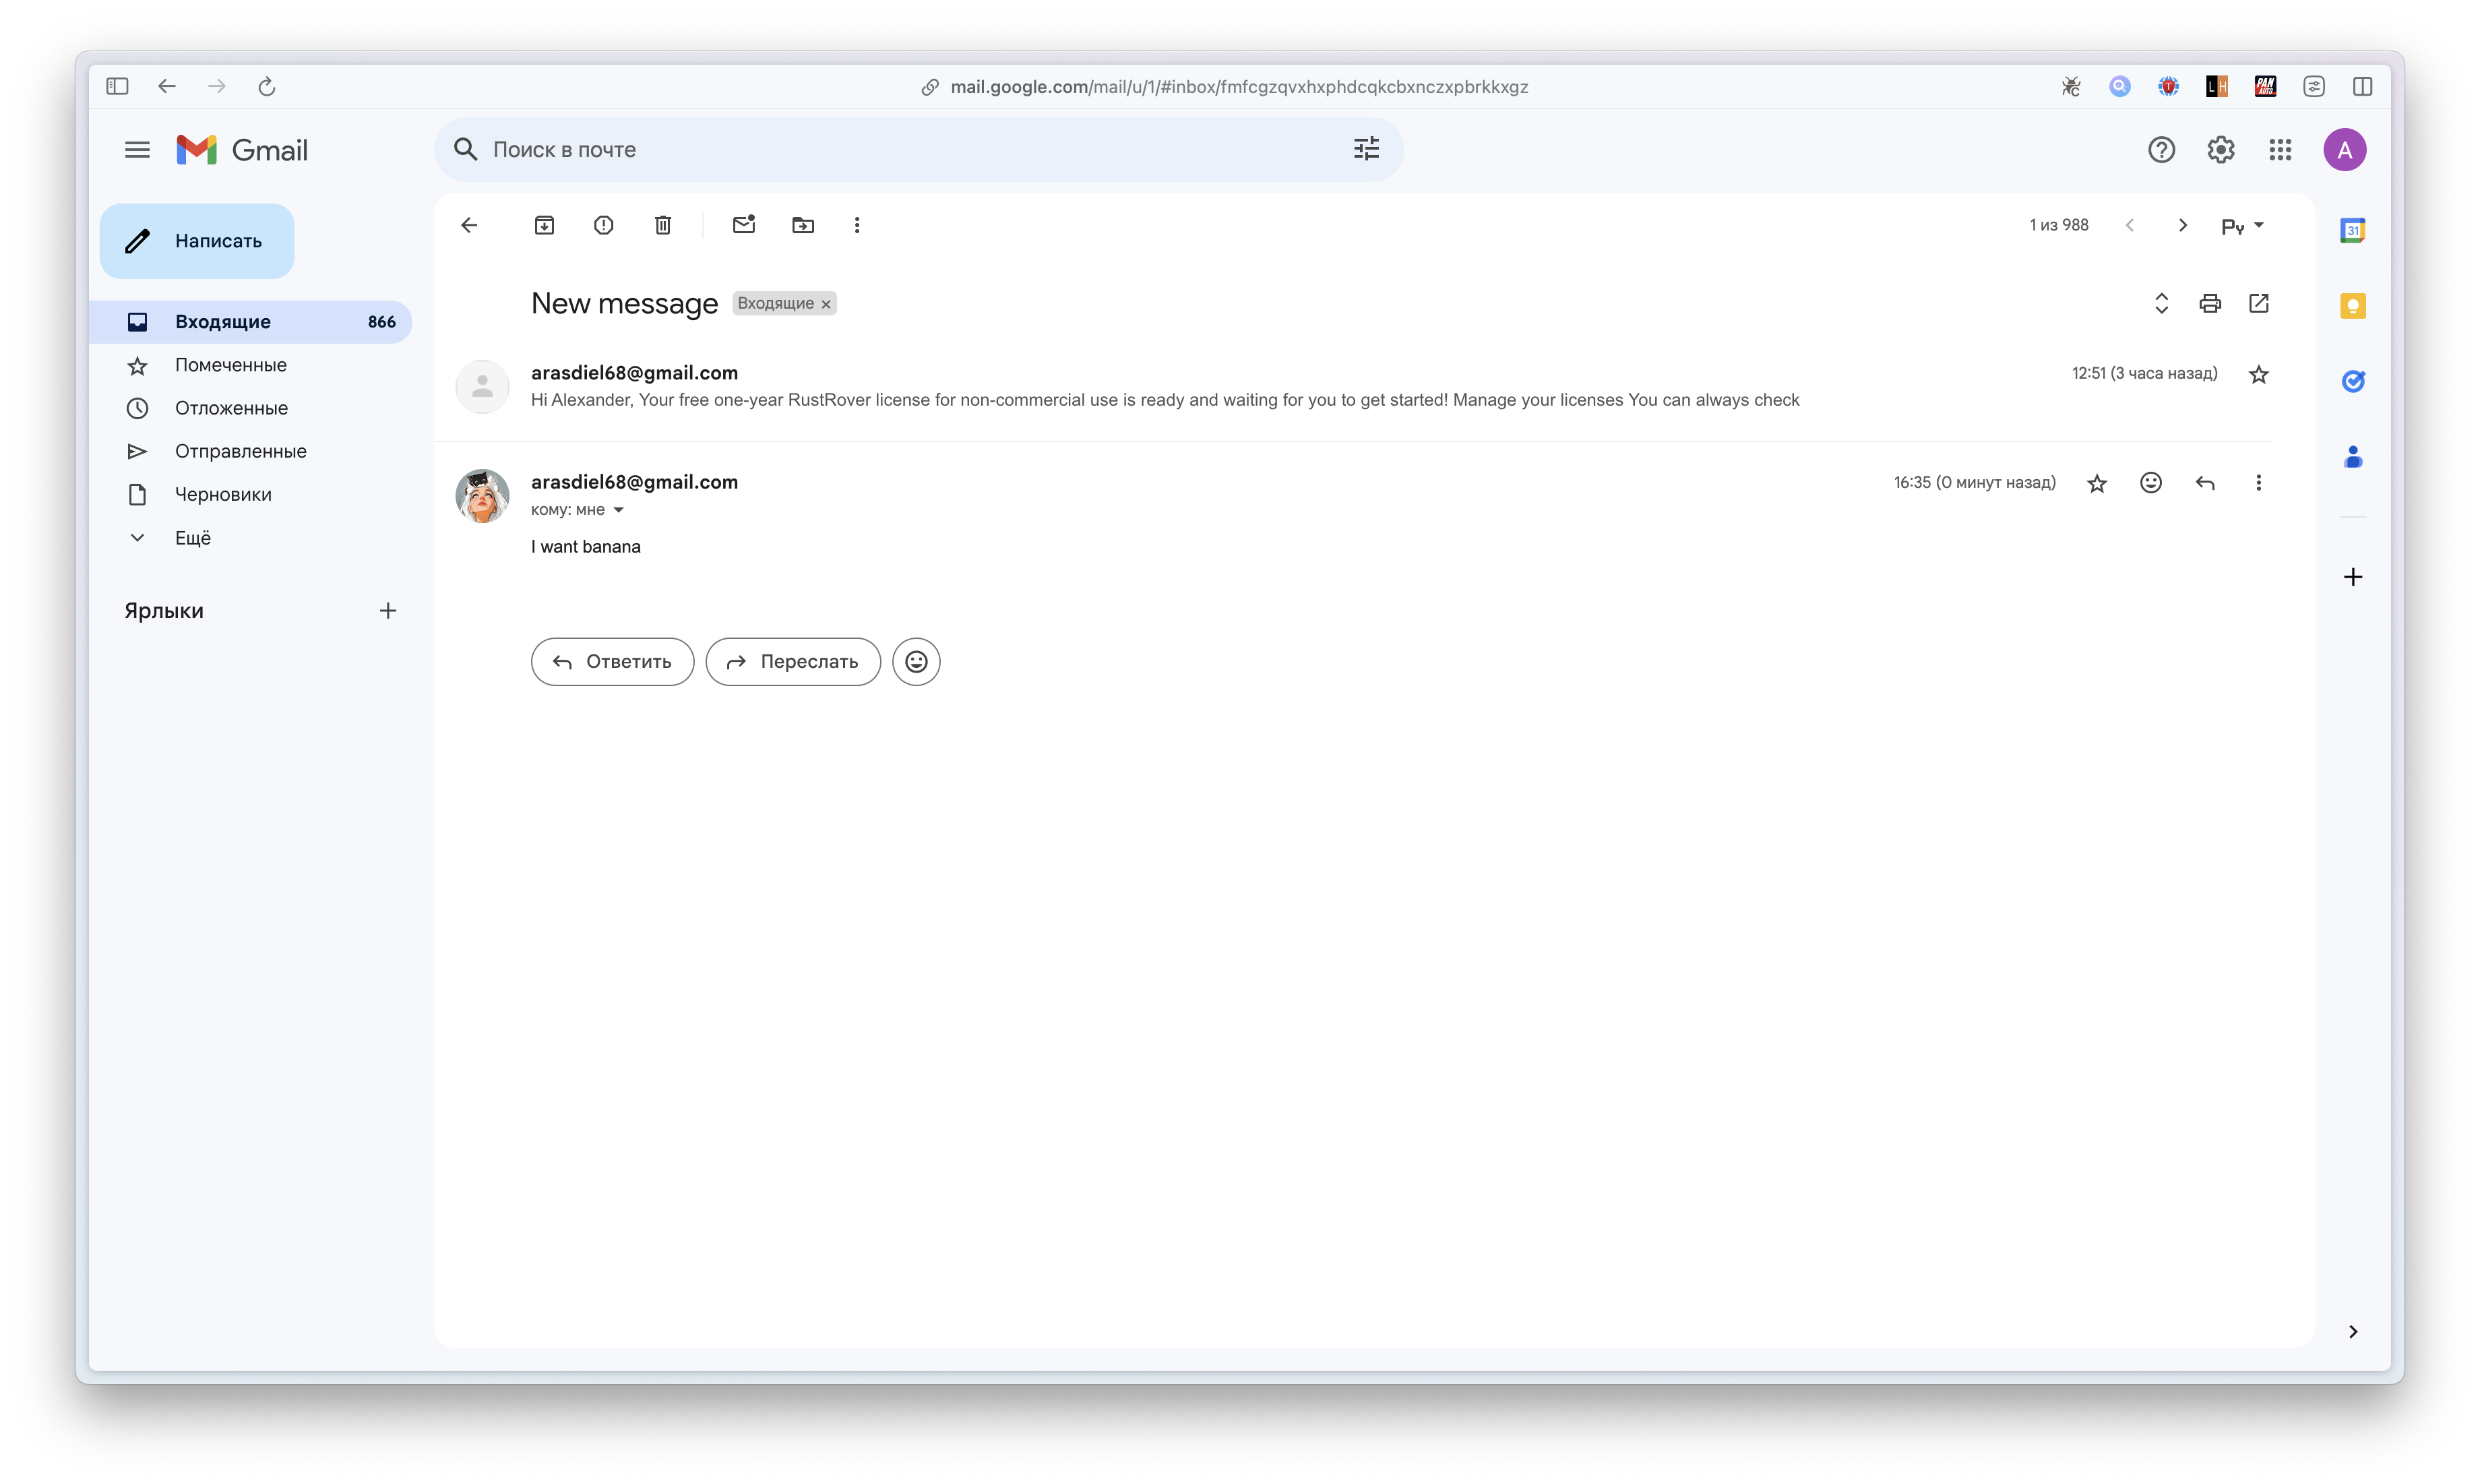 mail.google.com/mail/u/1/#inbox/fmfcgzqvxhxphdcqkcbxnczxpbrkkxgz
Gmail
Поиск в почте
A
Написать
1 из 988
Ру
31
New message
Входящие
Входящие 866
Помеченные
Отложенные
Отправленные
Черновики
Ещё
Ярлыки
arasdiel68@gmail.com
12:51 (3 часа назад)
Hi Alexander, Your free one-year RustRover license for non-commercial use is ready and waiting for you to get started! Manage your licenses You can always check
arasdiel68@gmail.com
16:35 (0 минут назад)
кому: мне
I want banana
Ответить
Переслать